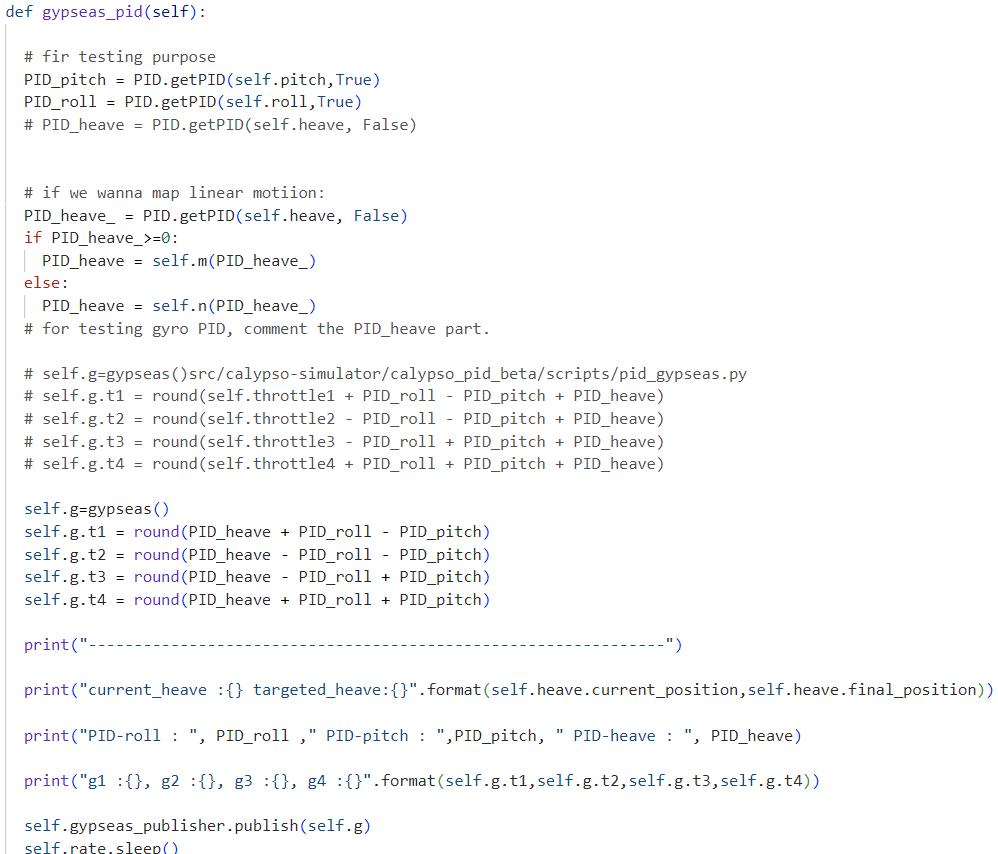 def gypseas_pid(self):
# fir testing purpose
PID_pitch = PID.getPID(self.pitch,True)
PID_roll = PID.getPID(self.roll,True)
# PID_heave = PID.getPID(self.heave, False)
# if we wanna map linear motiion:
PID_heave_ = PID.getPID(self.heave, False)
if PID_heave_>=0:
PID_heave = self.m(PID_heave_)
else:
PID_heave = self.n(PID_heave_)
# for testing gyro PID, comment the PID_heave part.
# self.g=gypseas()src/calypso-simulator/calypso_pid_beta/scripts/pid_gypseas.py
# self.g.t1 = round(self.throttle1 + PID_roll - PID_pitch + PID_heave)
# self.g.t2 = round(self.throttle2 - PID_roll - PID_pitch + PID_heave)
# self.g.t3 = round(self.throttle3 - PID_roll + PID_pitch + PID_heave)
# self.g.t4 = round(self.throttle4 + PID_roll + PID_pitch + PID_heave)
self.g=gypseas()
self.g.t1 = round(PID_heave + PID_roll - PID_pitch)
self.g.t2 = round(PID_heave - PID_roll - PID_pitch)
self.g.t3 = round(PID_heave - PID_roll + PID_pitch)
self.g.t4 = round(PID_heave + PID_roll + PID_pitch)
print("---------------------------------------------------------------")
print("current_heave :{} targeted_heave:{}".format(self.heave.current_position,self.heave.final_position))
print("PID-roll : ", PID_roll ," PID-pitch : ",PID_pitch, " PID-heave : ", PID_heave)
print("g1 :{}, g2 :{}, g3 :{}, g4 :{}".format(self.g.t1,self.g.t2,self.g.t3,self.g.t4))
self.gypseas_publisher.publish(self.g)
self.rate.sleep()